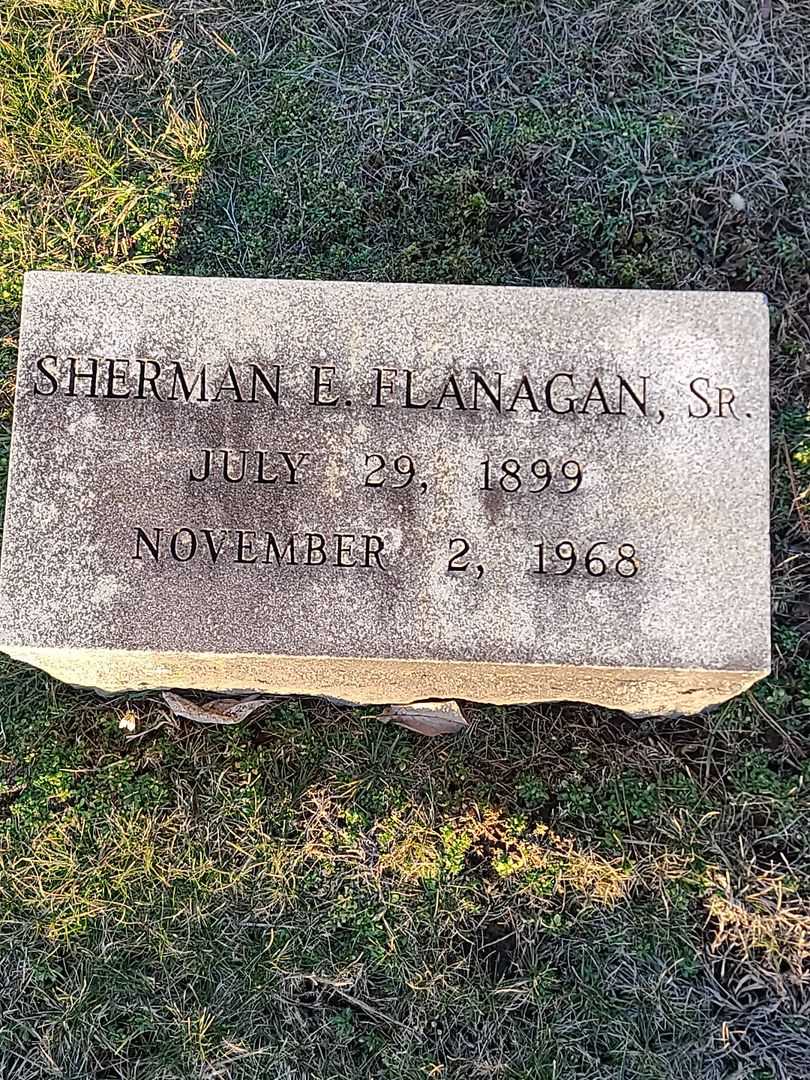 SHERMAN E. FLANAGAN, SR.
JULY 29, 1899
NOVEMBER 2, 1968